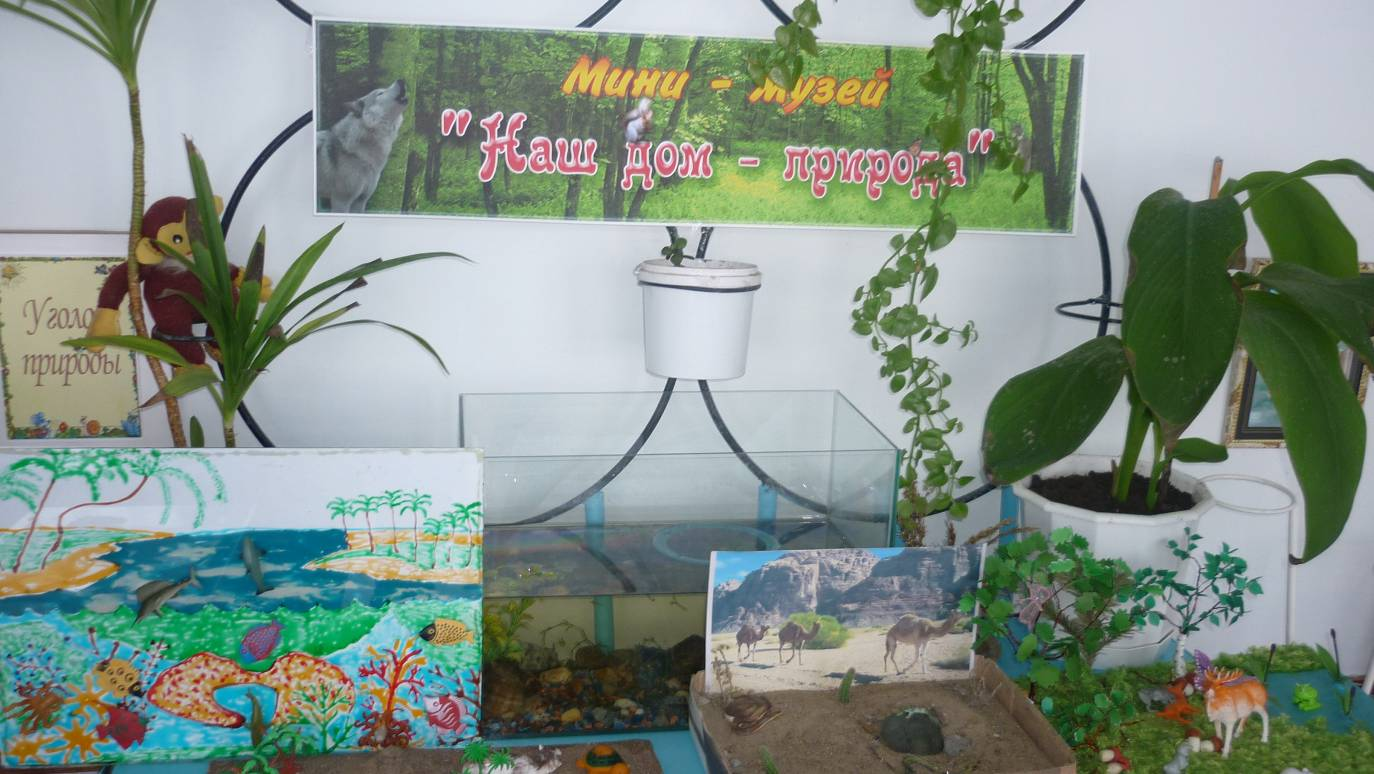 Мини - музей
"Наш дом - природа"
Уголок
природы